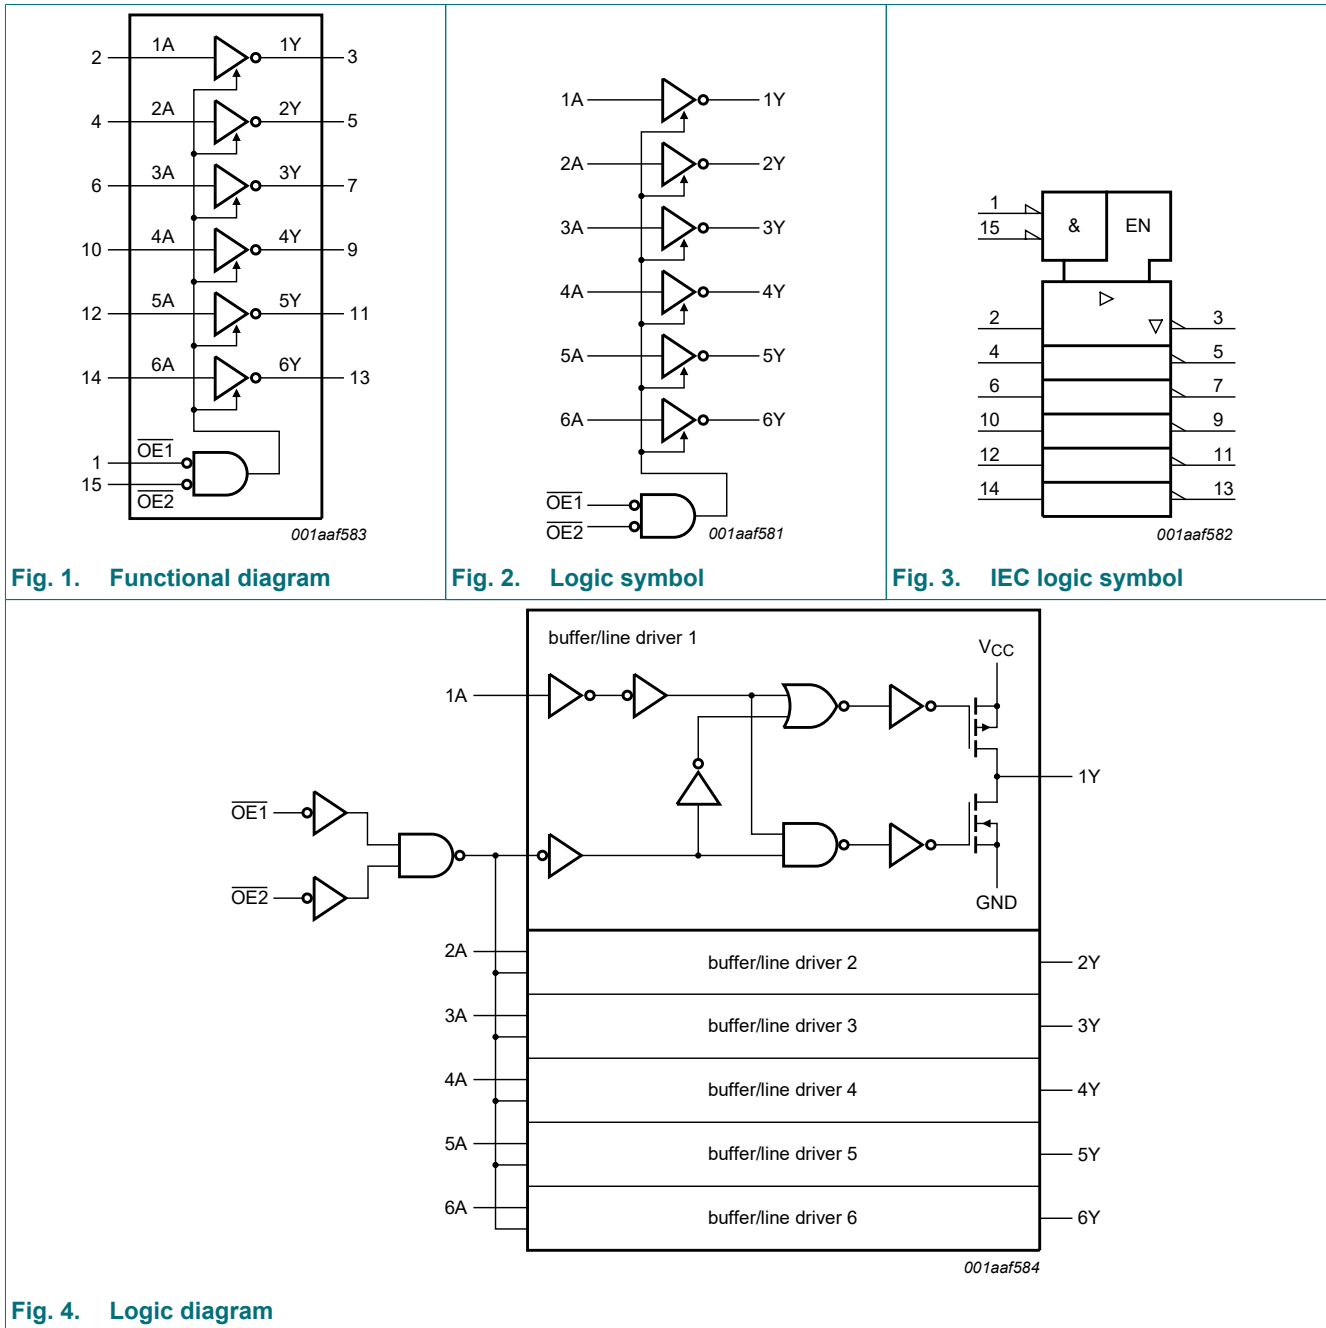 2 1A 1Y 3
4 2A 2Y 5
6 3A 3Y 7
10 4A 4Y 9
12 5A 5Y 11
14 6A 6Y 13
1 OE1
15 OE2
001aaf583
Fig. 1. Functional diagram
1A 1Y
2A 2Y
3A 3Y
4A 4Y
5A 5Y
6A 6Y
OE1
OE2
001aaf581
Fig. 2. Logic symbol
1
15
& EN
2 3
4 5
6 7
10 9
12 11
14 13
001aaf582
Fig. 3. IEC logic symbol
buffer/line driver 1
VCC
1A
1Y
OE1
OE2
GND
2A buffer/line driver 2 2Y
3A buffer/line driver 3 3Y
4A buffer/line driver 4 4Y
5A buffer/line driver 5 5Y
6A buffer/line driver 6 6Y
001aaf584
Fig. 4. Logic diagram